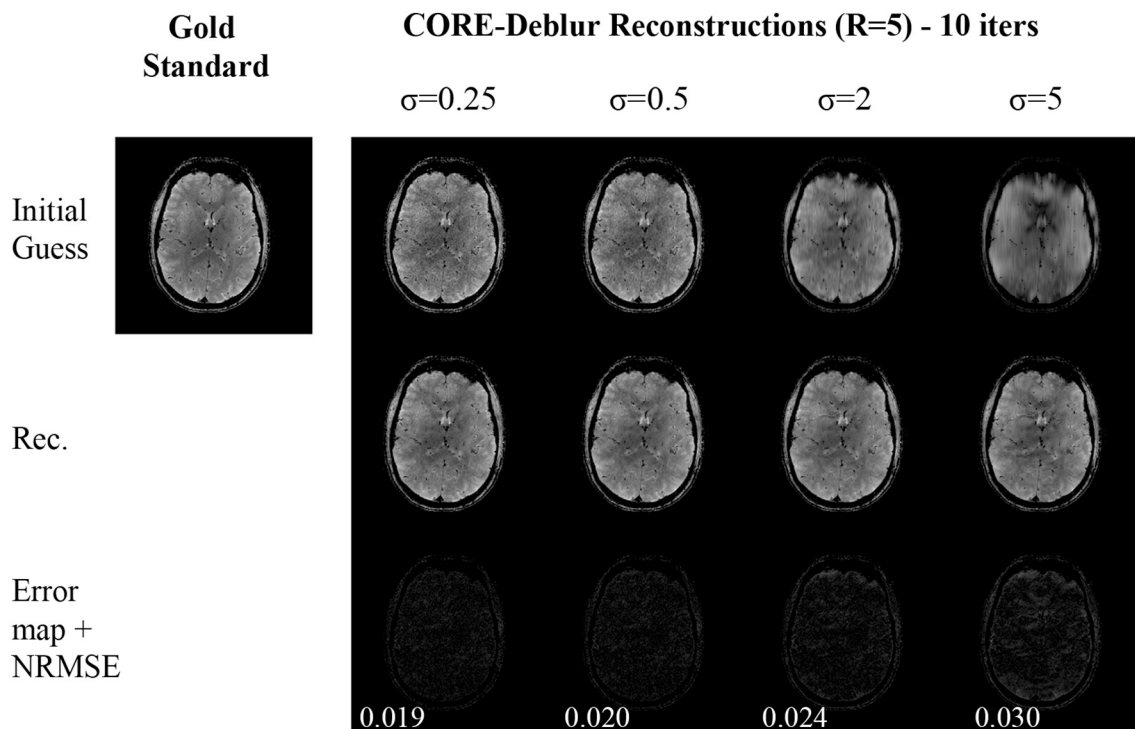 Gold
Standard
CORE-Deblur Reconstructions (R=5) - 10 iters
σ=0.25
σ=0.5
σ=2
σ=5
Initial
Guess
Rec.
Error
map +
NRMSE
0.019
0.020
0.024
0.030